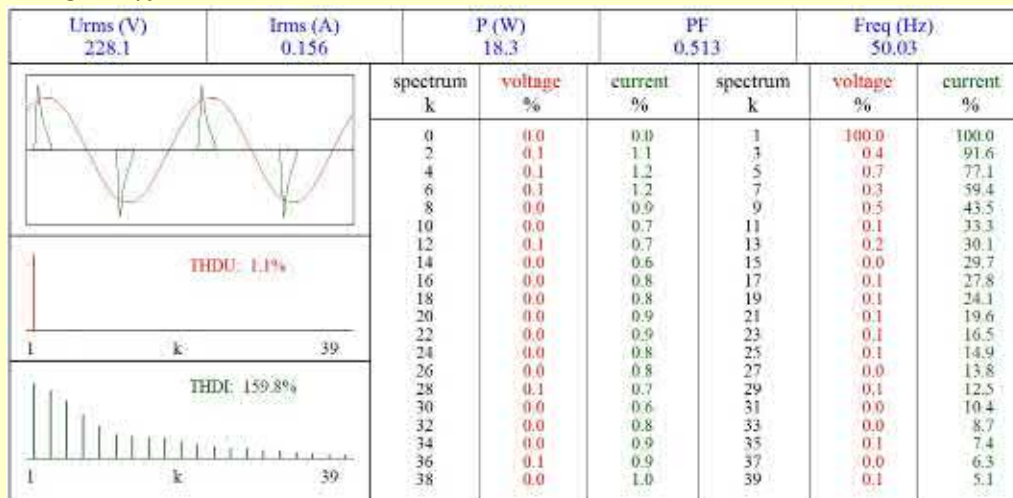 Urms (V) Irms (A) P (W) PF Freq (Hz)
228.1 0.156 18.3 0.513 50.03
spectrum voltage current spectrum voltage current
k % % k % %
0 0.0 0.0 1 100.0 100.0
2 0.1 1.1 3 0.4 91.6
4 0.1 1.2 5 0.7 77.1
6 0.1 1.2 7 0.3 59.4
8 0.0 0.9 9 0.5 43.5
10 0.0 0.7 11 0.1 33.3
12 0.1 0.7 13 0.2 30.1
14 0.0 0.6 15 0.0 29.7
16 0.0 0.8 17 0.1 27.8
18 0.0 0.8 19 0.1 24.1
20 0.0 0.9 21 0.1 19.6
22 0.0 0.9 23 0.1 16.5
24 0.0 0.8 25 0.1 14.9
26 0.0 0.8 27 0.0 13.8
28 0.1 0.7 29 0.1 12.5
30 0.0 0.6 31 0.0 10.4
32 0.0 0.8 33 0.0 8.7
34 0.0 0.9 35 0.1 7.4
36 0.1 0.9 37 0.0 6.3
38 0.0 1.0 39 0.1 5.1
THDU: 1.1%
1 k 39
THDI: 159.8%
1 k 39